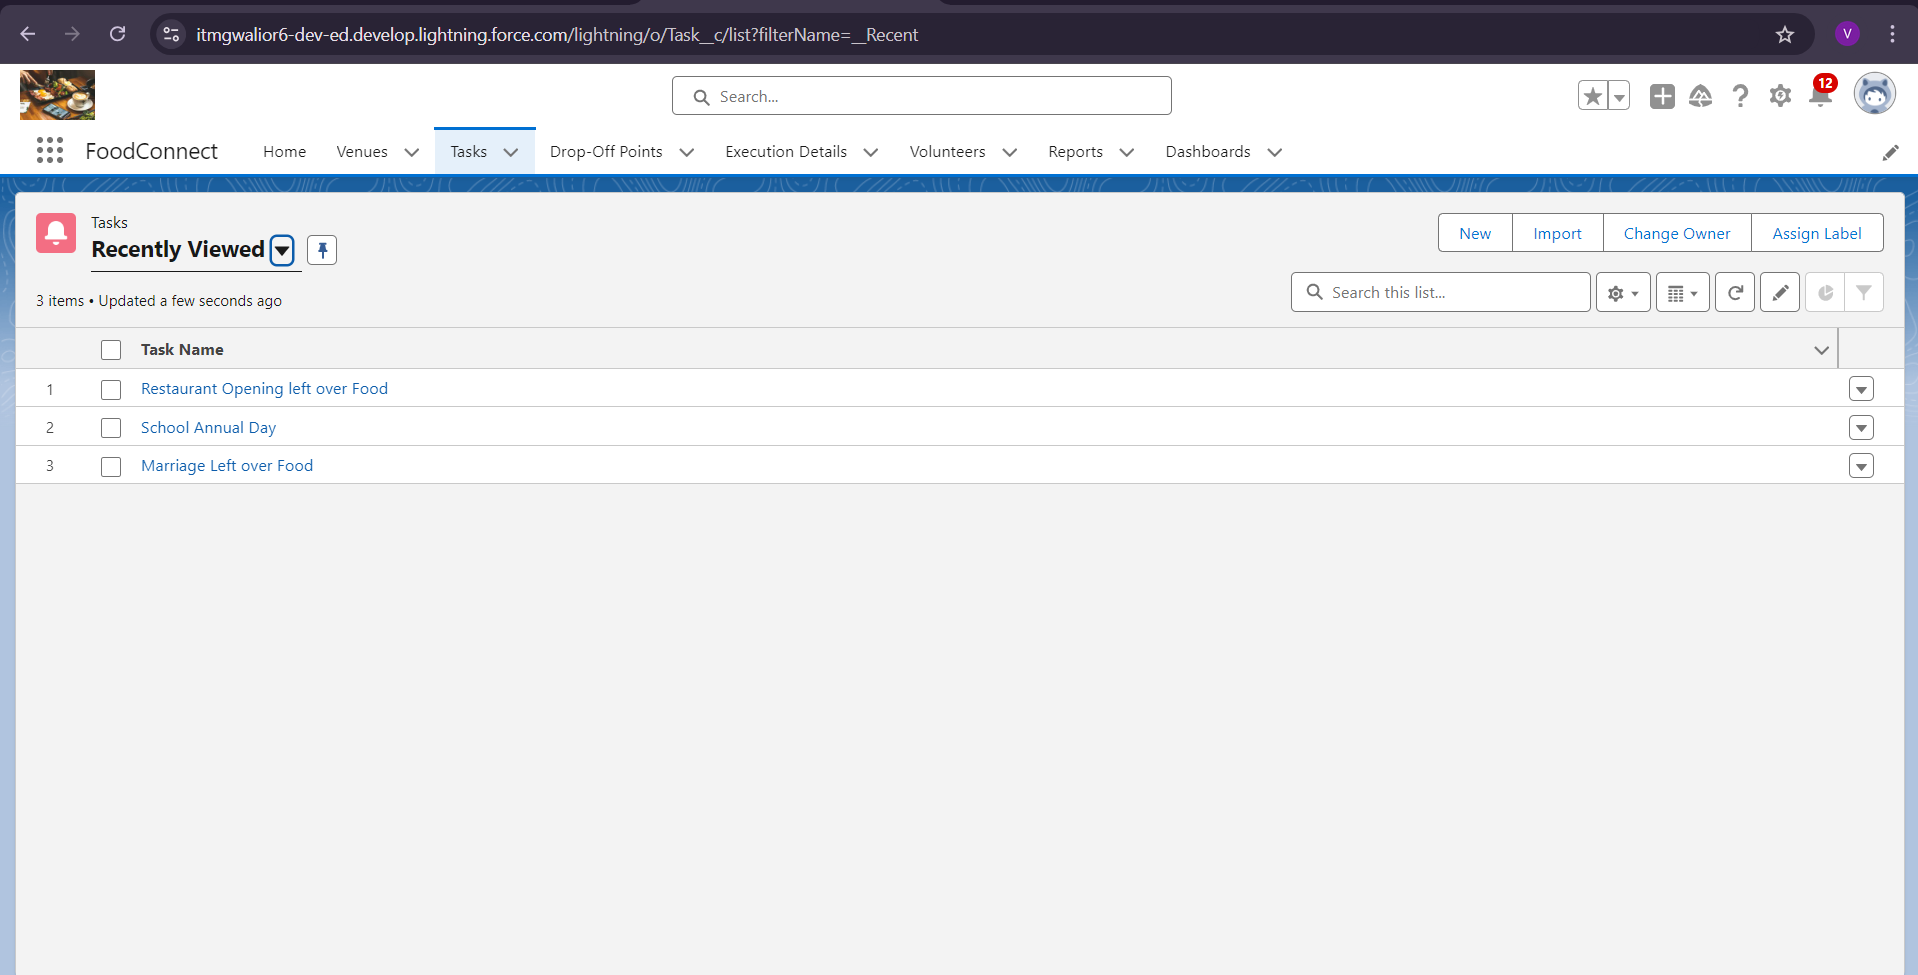 itmgwalior6-dev-ed.develop.lightning.force.com/lightning/o/Task__c/list?filterName=__Recent
V
Search...
12
FoodConnect
Home
Venues
Tasks
Drop-Off Points
Execution Details
Volunteers
Reports
Dashboards
Tasks
Recently Viewed
New
Import
Change Owner
Assign Label
3 items • Updated a few seconds ago
Search this list...
Task Name
1 Restaurant Opening left over Food
2 School Annual Day
3 Marriage Left over Food